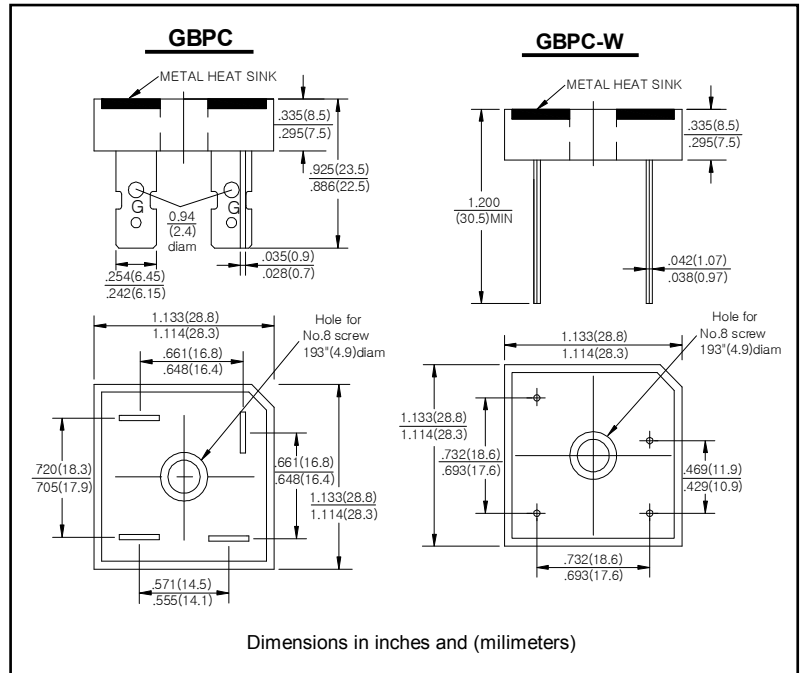 GBPC
METAL HEAT SINK
.335(8.5)
.295(7.5)
.925(23.5)
.886(22.5)
G
G
0.94
(2.4)
diam
.254(6.45)
.242(6.15)
.035(0.9)
.028(0.7)
1.133(28.8)
1.114(28.3)
Hole for
No.8 screw
193"(4.9)diam
.661(16.8)
.648(16.4)
720(18.3)
705(17.9)
.661(16.8)
.648(16.4)
1.133(28.8)
1.114(28.3)
.571(14.5)
.555(14.1)
GBPC-W
METAL HEAT SINK
.335(8.5)
.295(7.5)
1.200
(30.5)MIN
.042(1.07)
.038(0.97)
Hole for
No.8 screw
193"(4.9)diam
1.133(28.8)
1.114(28.3)
1.133(28.8)
1.114(28.3)
.732(18.6)
.693(17.6)
.469(11.9)
.429(10.9)
.732(18.6)
.693(17.6)
Dimensions in inches and (milimeters)